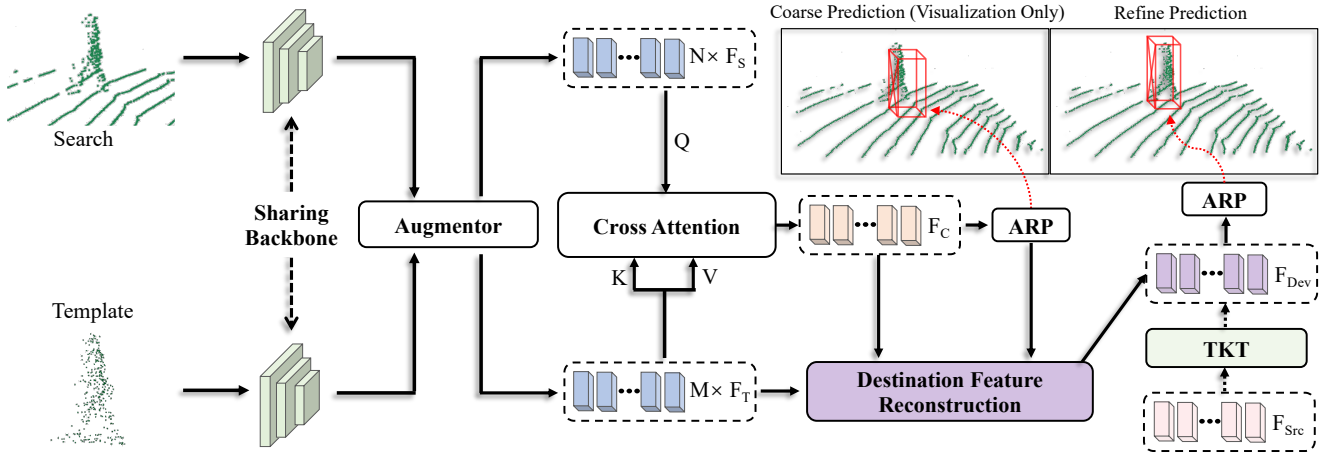 Coarse Prediction (Visualization Only)
Refine Prediction
Search
N× F_S
Q
Sharing
Backbone
Augmentor
Cross Attention
F_C
ARP
ARP
K
V
F_Dev
Template
M× F_T
Destination Feature
Reconstruction
TKT
F_Src